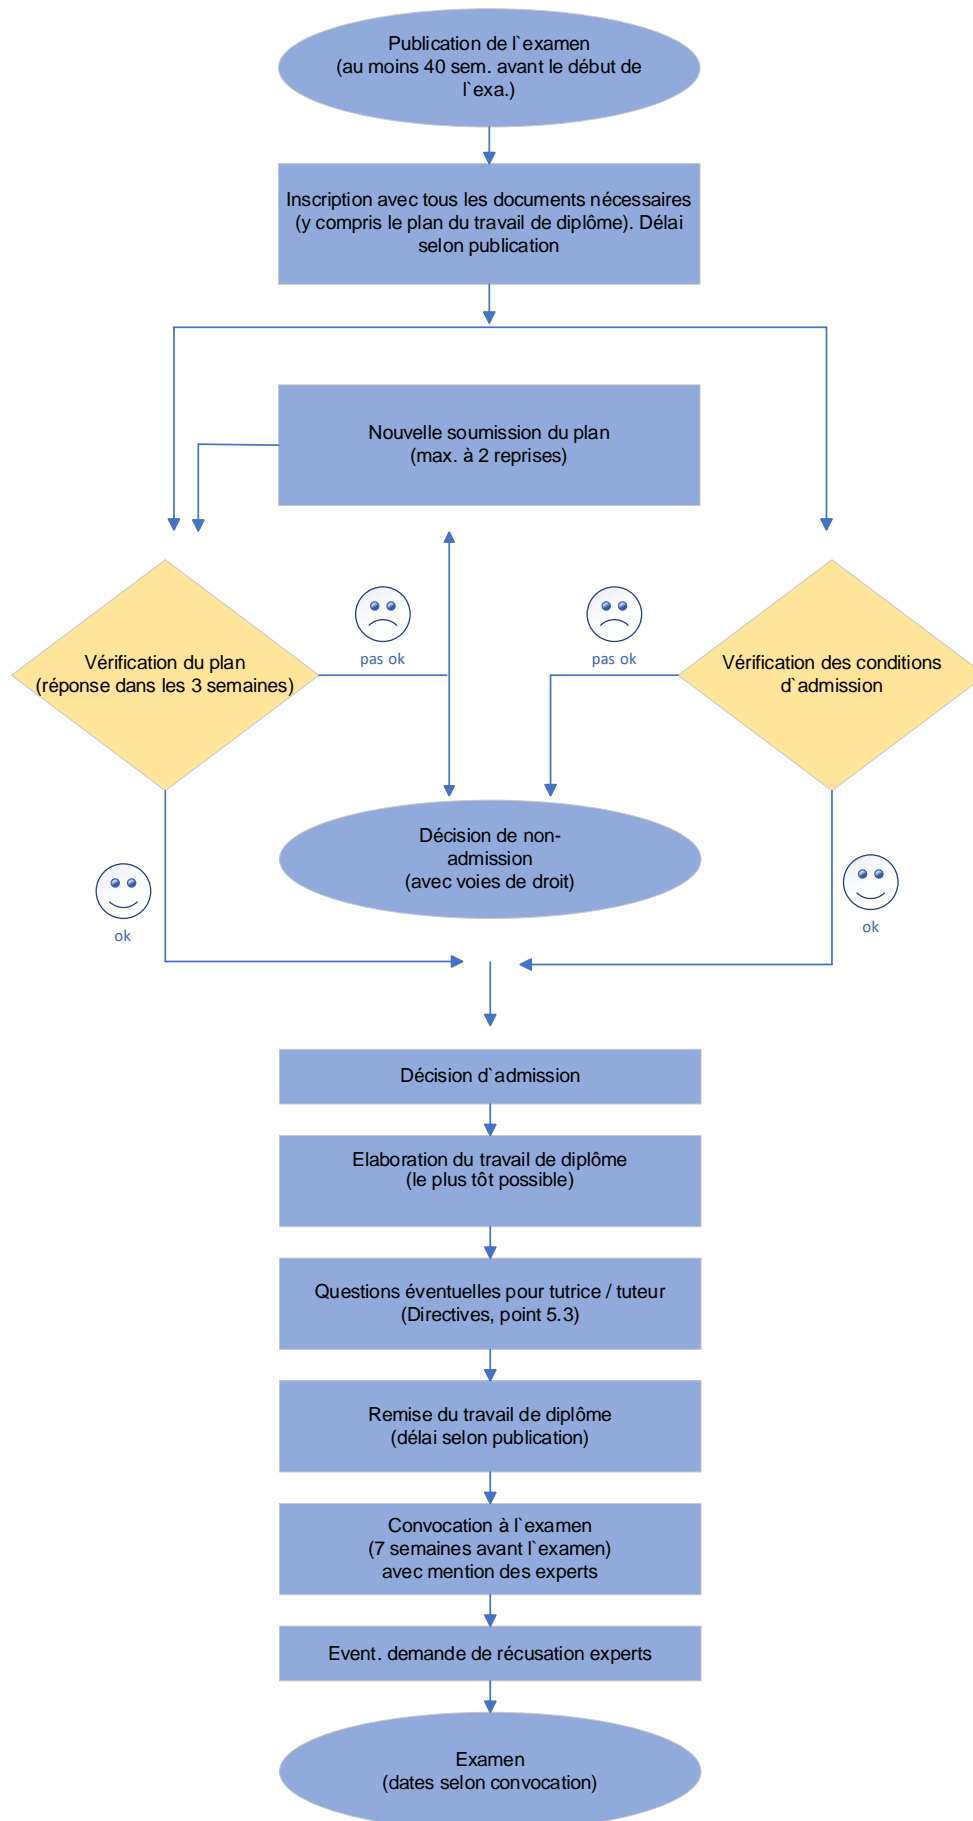 Publication de l`examen
(au moins 40 sem. avant le début de
l`exa.)
Inscription avec tous les documents nécessaires
(y compris le plan du travail de diplôme). Délai
selon publication
Nouvelle soumission du plan
(max. à 2 reprises)
pas ok
pas ok
Vérification du plan
(réponse dans les 3 semaines)
Vérification des conditions
d`admission
Décision de non-
admission
(avec voies de droit)
ok
ok
Décision d`admission
Elaboration du travail de diplôme
(le plus tôt possible)
Questions éventuelles pour tutrice / tuteur
(Directives, point 5.3)
Remise du travail de diplôme
(délai selon publication)
Convocation à l`examen
(7 semaines avant l`examen)
avec mention des experts
Event. demande de récusation experts
Examen
(dates selon convocation)